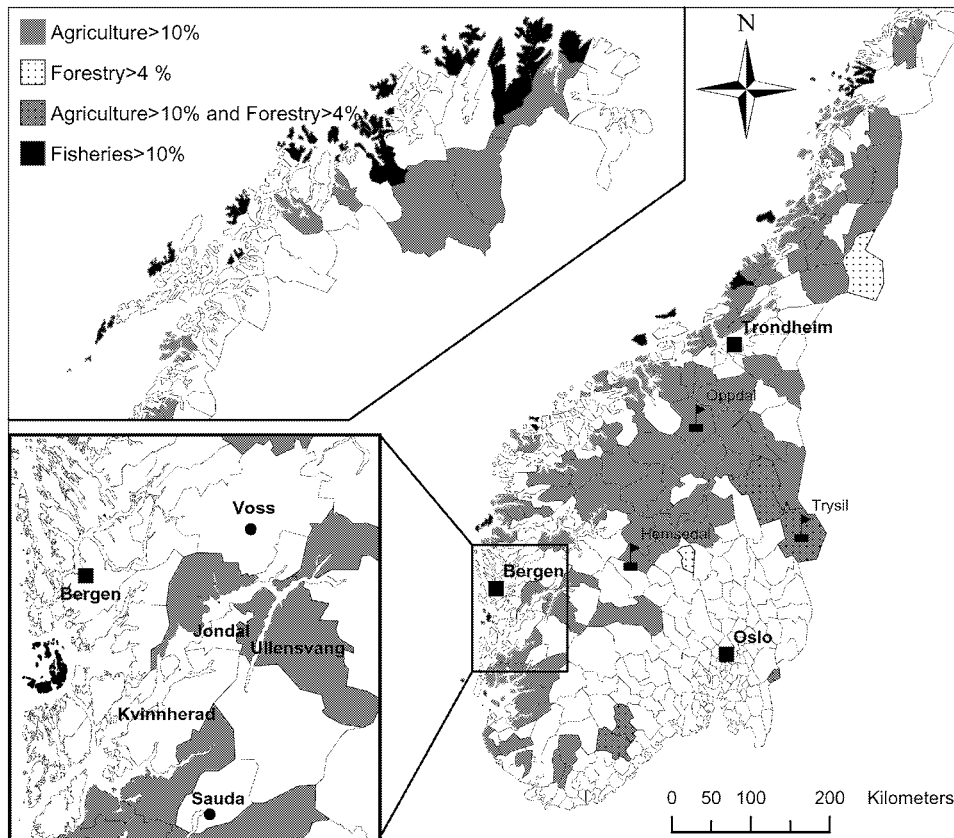 Agriculture>10%
Forestry>4 %
Agriculture>10% and Forestry>4%
Fisheries>10%
N
Trondheim
Oppdal
Trysil
Hemsedal
Bergen
Oslo
Voss
Bergen
Jondal
Ullensvang
Kvinnherad
Sauda
0 50 100 200 Kilometers